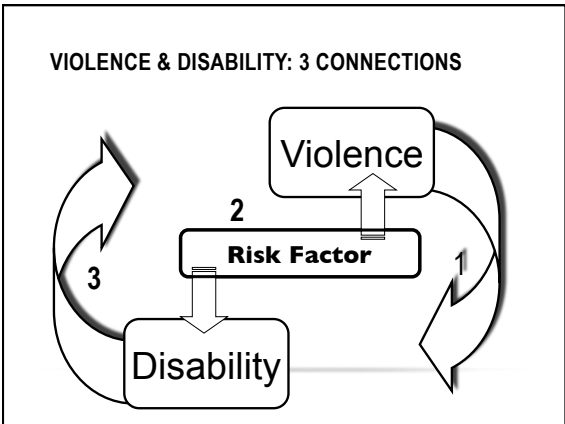 VIOLENCE & DISABILITY: 3 CONNECTIONS
Violence
2
Risk Factor
1
3
Disability